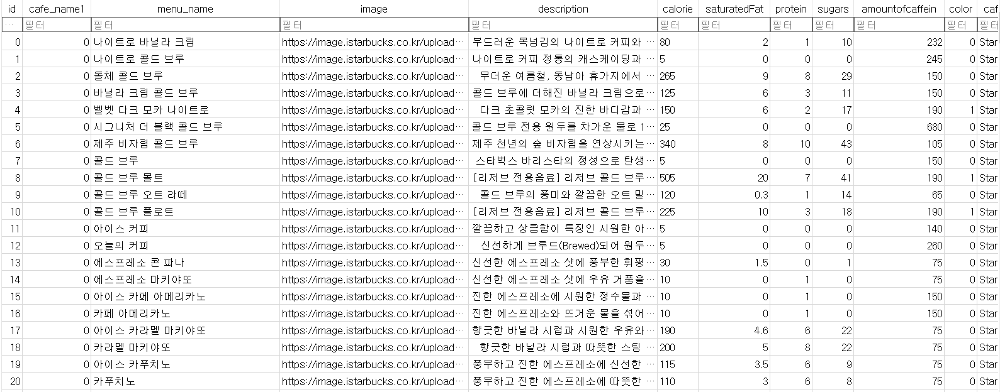 id cafe_name1 menu_name image description calorie saturatedFat protein sugars amountofcaffein color caf
… 필터 필터 필터 필터 필터 필터 필터 필터 필터 필터 필터
0 0 나이트로 바닐라 크림 https://image.istarbucks.co.kr/upload… 부드러운 목넘김의 나이트로 커피와 … 80 2 1 10 232 0 Star
1 0 나이트로 콜드 브루 https://image.istarbucks.co.kr/upload… 나이트로 커피 정통의 캐스케이딩과 … 5 0 0 0 245 0 Star
2 0 돌체 콜드 브루 https://image.istarbucks.co.kr/upload… 무더운 여름철, 동남아 휴가지에서 … 265 9 8 29 150 0 Star
3 0 바닐라 크림 콜드 브루 https://image.istarbucks.co.kr/upload… 콜드 브루에 더해진 바닐라 크림으로… 125 6 3 11 150 0 Star
4 0 벨벳 다크 모카 나이트로 https://image.istarbucks.co.kr/upload… 다크 초콜릿 모카의 진한 바디감과 … 150 6 2 17 190 1 Star
5 0 시그니처 더 블랙 콜드 브루 https://image.istarbucks.co.kr/upload… 콜드 브루 전용 원두를 차가운 물로 1… 25 0 0 0 680 0 Star
6 0 제주 비자림 콜드 브루 https://image.istarbucks.co.kr/upload… 제주 천년의 숲 비자림을 연상시키는… 340 8 10 43 105 0 Star
7 0 콜드 브루 https://image.istarbucks.co.kr/upload… 스타벅스 바리스타의 정성으로 탄생… 5 0 0 0 150 0 Star
8 0 콜드 브루 몰트 https://image.istarbucks.co.kr/upload… [리저브 전용음료] 리저브 콜드 브루… 505 20 7 41 190 1 Star
9 0 콜드 브루 오트 라떼 https://image.istarbucks.co.kr/upload… 콜드 브루의 풍미와 깔끔한 오트 밀… 120 0.3 1 14 65 0 Star
10 0 콜드 브루 플로트 https://image.istarbucks.co.kr/upload… [리저브 전용음료] 리저브 콜드 브루… 225 10 3 18 190 1 Star
11 0 아이스 커피 https://image.istarbucks.co.kr/upload… 깔끔하고 상큼함이 특징인 시원한 아… 5 0 0 0 140 0 Star
12 0 오늘의 커피 https://image.istarbucks.co.kr/upload… 신선하게 브루드(Brewed)되어 원두… 5 0 0 0 260 0 Star
13 0 에스프레소 콘 파나 https://image.istarbucks.co.kr/upload… 신선한 에스프레소 샷에 풍부한 휘핑… 30 1.5 0 1 75 0 Star
14 0 에스프레소 마키아또 https://image.istarbucks.co.kr/upload… 신선한 에스프레소 샷에 우유 거품을… 10 0 1 0 75 0 Star
15 0 아이스 카페 아메리카노 https://image.istarbucks.co.kr/upload… 진한 에스프레소에 시원한 정수물과 … 10 0 1 0 150 0 Star
16 0 카페 아메리카노 https://image.istarbucks.co.kr/upload… 진한 에스프레소와 뜨거운 물을 섞어… 10 0 1 0 150 0 Star
17 0 아이스 카라멜 마키아또 https://image.istarbucks.co.kr/upload… 향긋한 바닐라 시럽과 시원한 우유와… 190 4.6 6 22 75 0 Star
18 0 카라멜 마키아또 https://image.istarbucks.co.kr/upload… 향긋한 바닐라 시럽과 따뜻한 스팀 … 200 5 8 22 75 0 Star
19 0 아이스 카푸치노 https://image.istarbucks.co.kr/upload… 풍부하고 진한 에스프레소에 신선한 … 115 3.5 6 9 75 0 Star
20 0 카푸치노 https://image.istarbucks.co.kr/upload… 풍부하고 진한 에스프레소에 따뜻한 … 110 3 6 8 75 0 Star